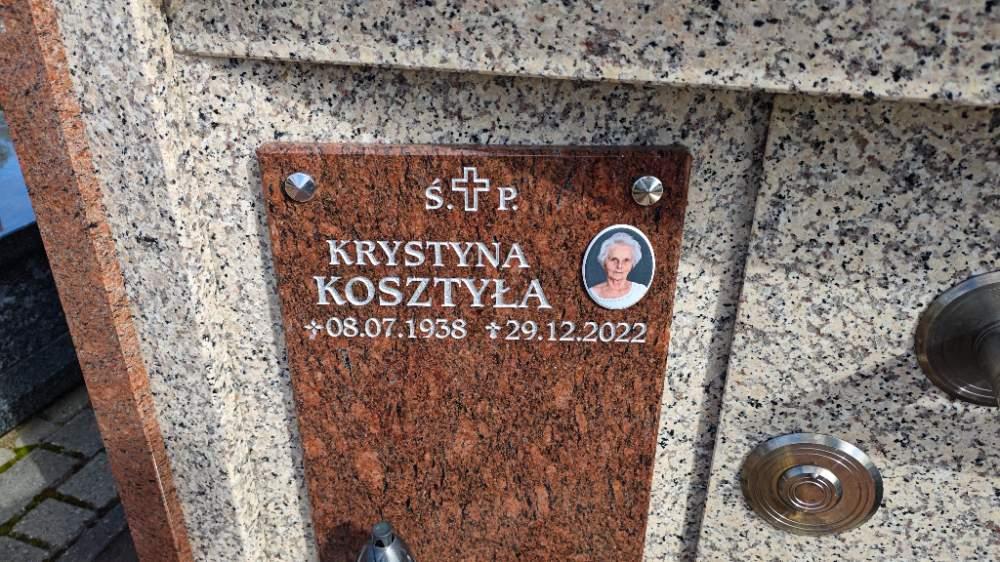 Ś. P.
KRYSTYNA
KOSZTYŁA
08.07.1938 29.12.2022